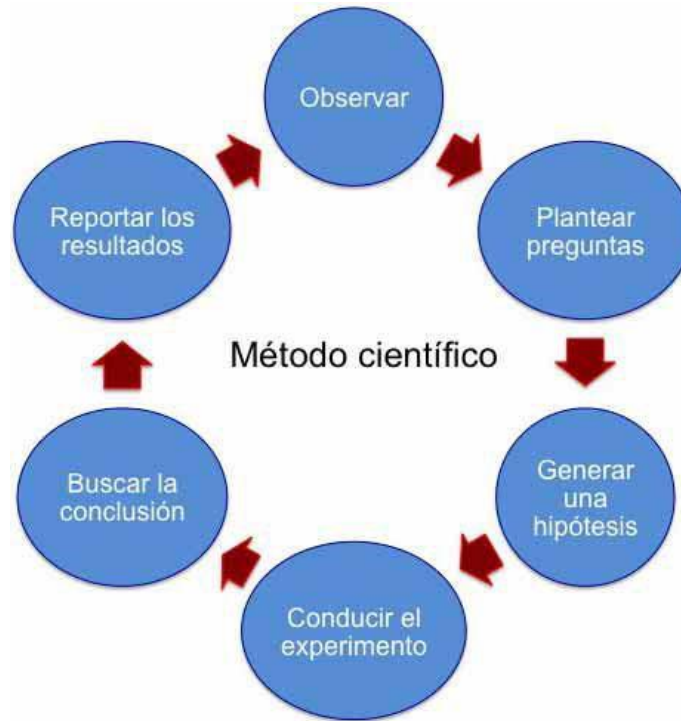 Observar
Plantear
preguntas
Generar
una
hipótesis
Conducir el
experimento
Buscar la
conclusión
Reportar los
resultados
Método científico